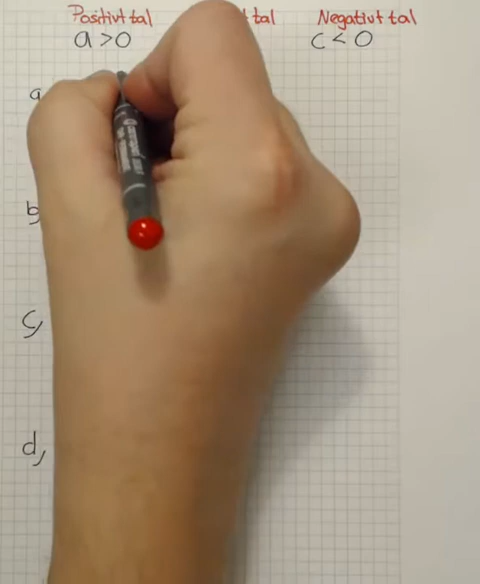 Positivt tal tal Negativt tal
a > 0 c < 0
a
b,
c,
d,